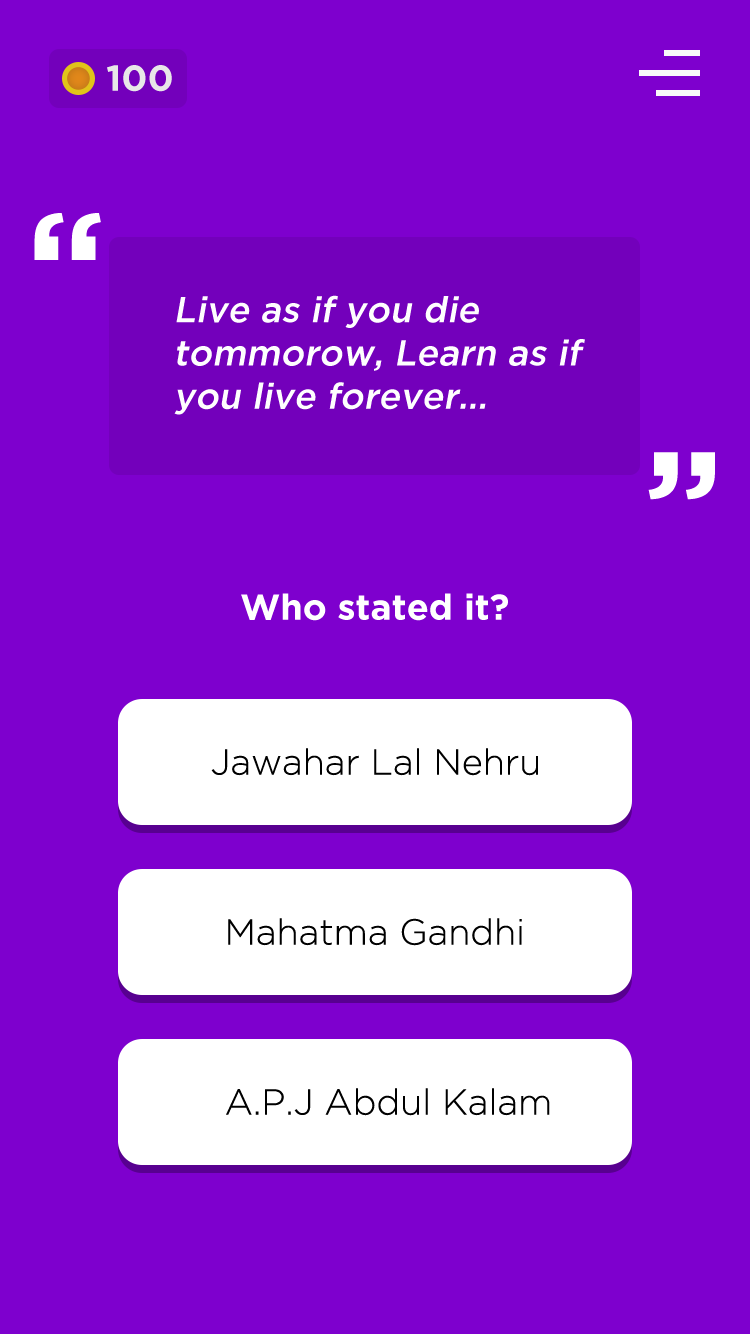 100
“
Live as if you die
tommorow, Learn as if
you live forever...
”
Who stated it?
Jawahar Lal Nehru
Mahatma Gandhi
A.P.J Abdul Kalam